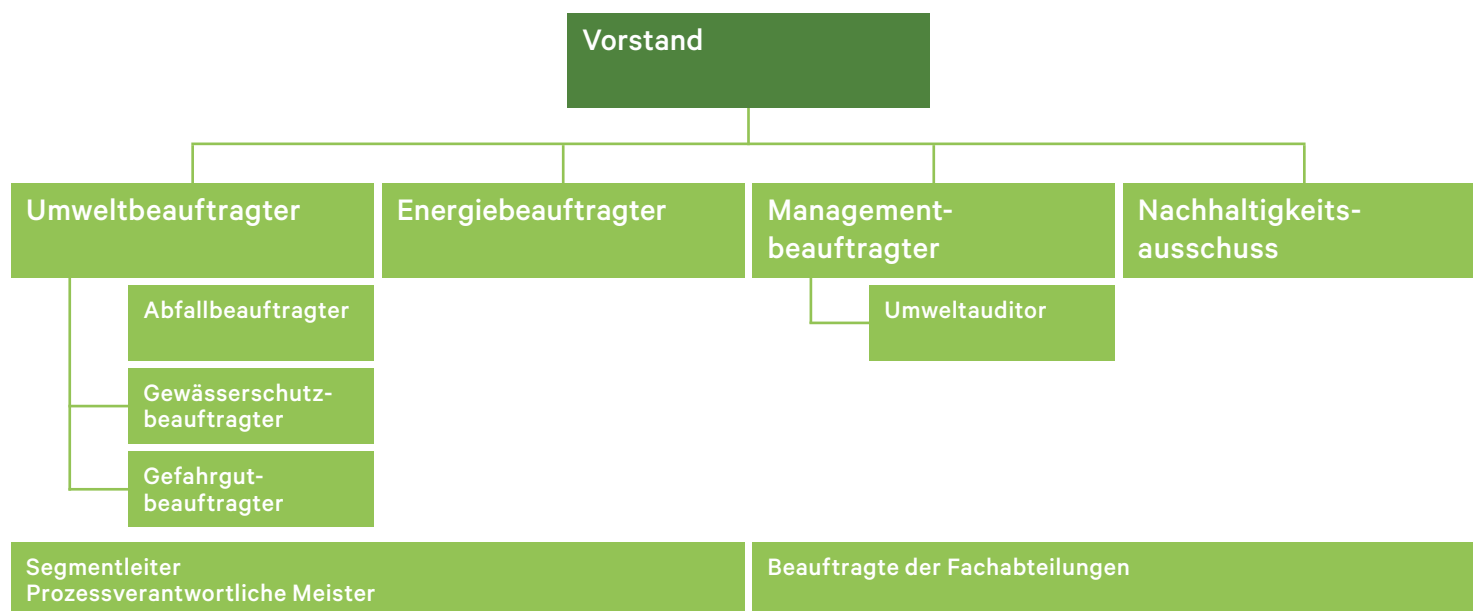 Vorstand
Umweltbeauftragter
Energiebeauftragter
Management-
beauftragter
Nachhaltigkeits-
ausschuss
Abfallbeauftragter
Umweltauditor
Gewässerschutz-
beauftragter
Gefahrgut-
beauftragter
Segmentleiter
Prozessverantwortliche Meister
Beauftragte der Fachabteilungen